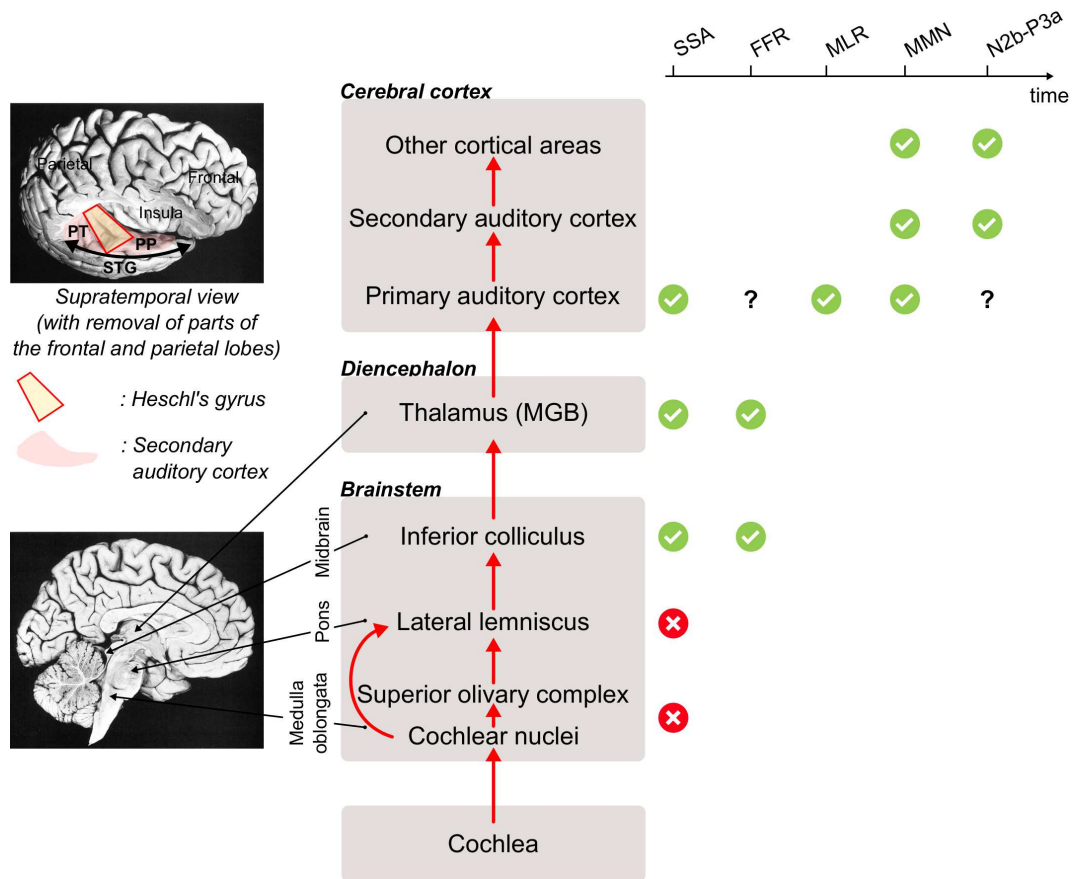 SSA
FFR
MLR
MMN
N2b-P3a
time
Cerebral cortex
Other cortical areas
Secondary auditory cortex
Primary auditory cortex
?
?
Parietal
Frontal
Insula
PT
PP
STG
Supratemporal view
(with removal of parts of
the frontal and parietal lobes)
: Heschl's gyrus
: Secondary
auditory cortex
Diencephalon
Thalamus (MGB)
Brainstem
Midbrain
Inferior colliculus
Pons
Lateral lemniscus
Medulla
oblongata
Superior olivary complex
Cochlear nuclei
Cochlea